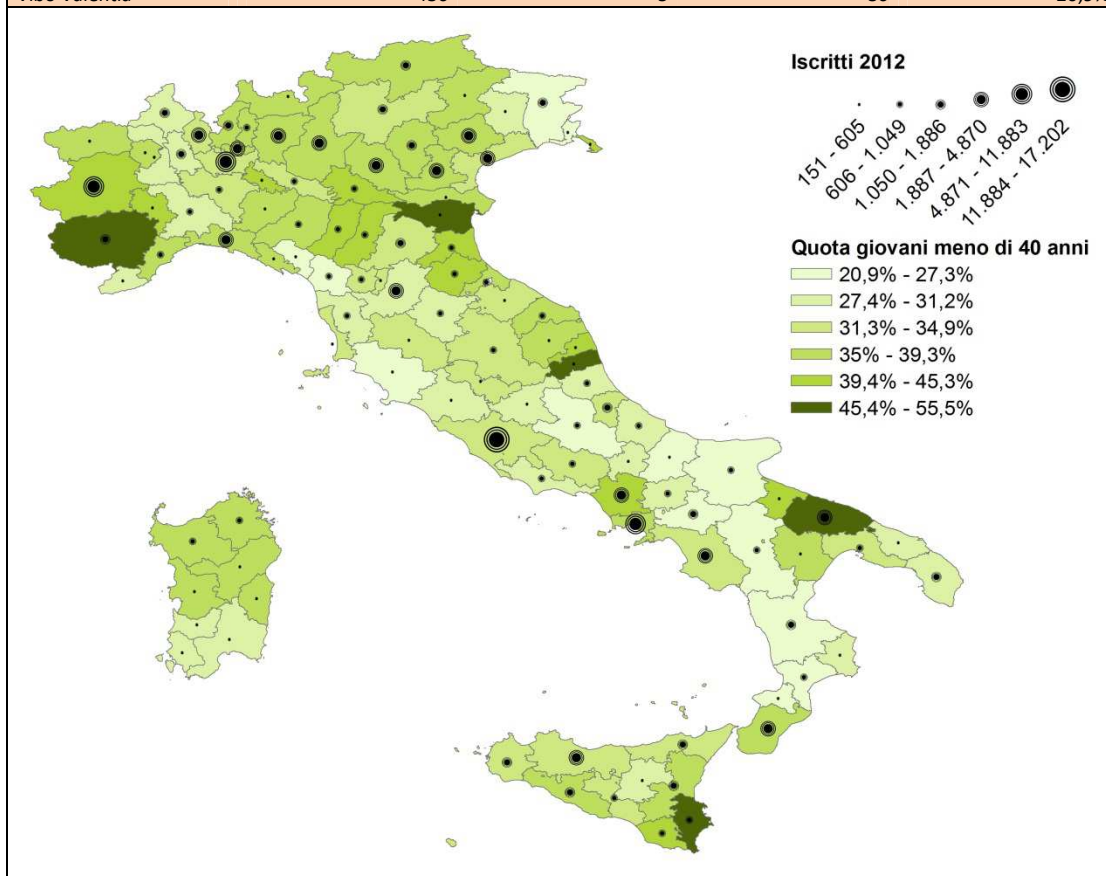 Iscritti 2012
151 - 605
606 - 1.049
1.050 - 1.886
1.887 - 4.870
4.871 - 11.883
11.884 - 17.202
Quota giovani meno di 40 anni
20,9% - 27,3%
27,4% - 31,2%
31,3% - 34,9%
35% - 39,3%
39,4% - 45,3%
45,4% - 55,5%